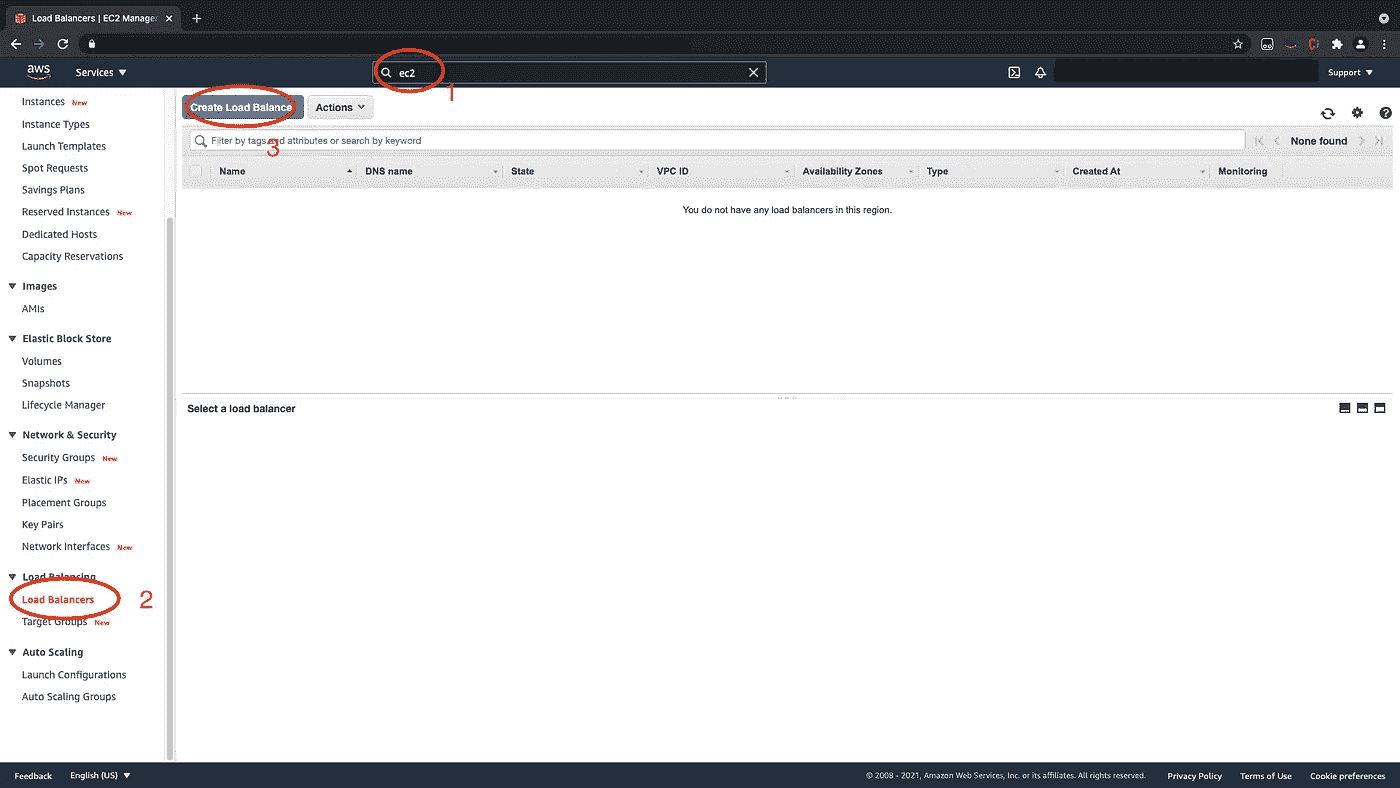 Load Balancers | EC2 Manage
aws
Services
ec2
Support
1
Instances New
Instance Types
Launch Templates
Spot Requests
Savings Plans
Reserved Instances New
Dedicated Hosts
Capacity Reservations
Images
AMIs
Elastic Block Store
Volumes
Snapshots
Lifecycle Manager
Network & Security
Security Groups New
Elastic IPs New
Placement Groups
Key Pairs
Network Interfaces New
Load Balancing
Load Balancers 2
Target Groups New
Auto Scaling
Launch Configurations
Auto Scaling Groups
Create Load Balance
Actions
3
Filter by tags and attributes or search by keyword
None found
Name DNS name State VPC ID Availability Zones Type Created At Monitoring
You do not have any load balancers in this region.
Select a load balancer
Feedback English (US) © 2008 - 2021, Amazon Web Services, Inc. or its affiliates. All rights reserved. Privacy Policy Terms of Use Cookie preferences